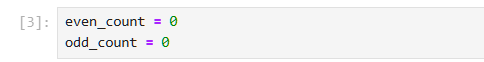 [3]: even_count = 0
odd_count = 0